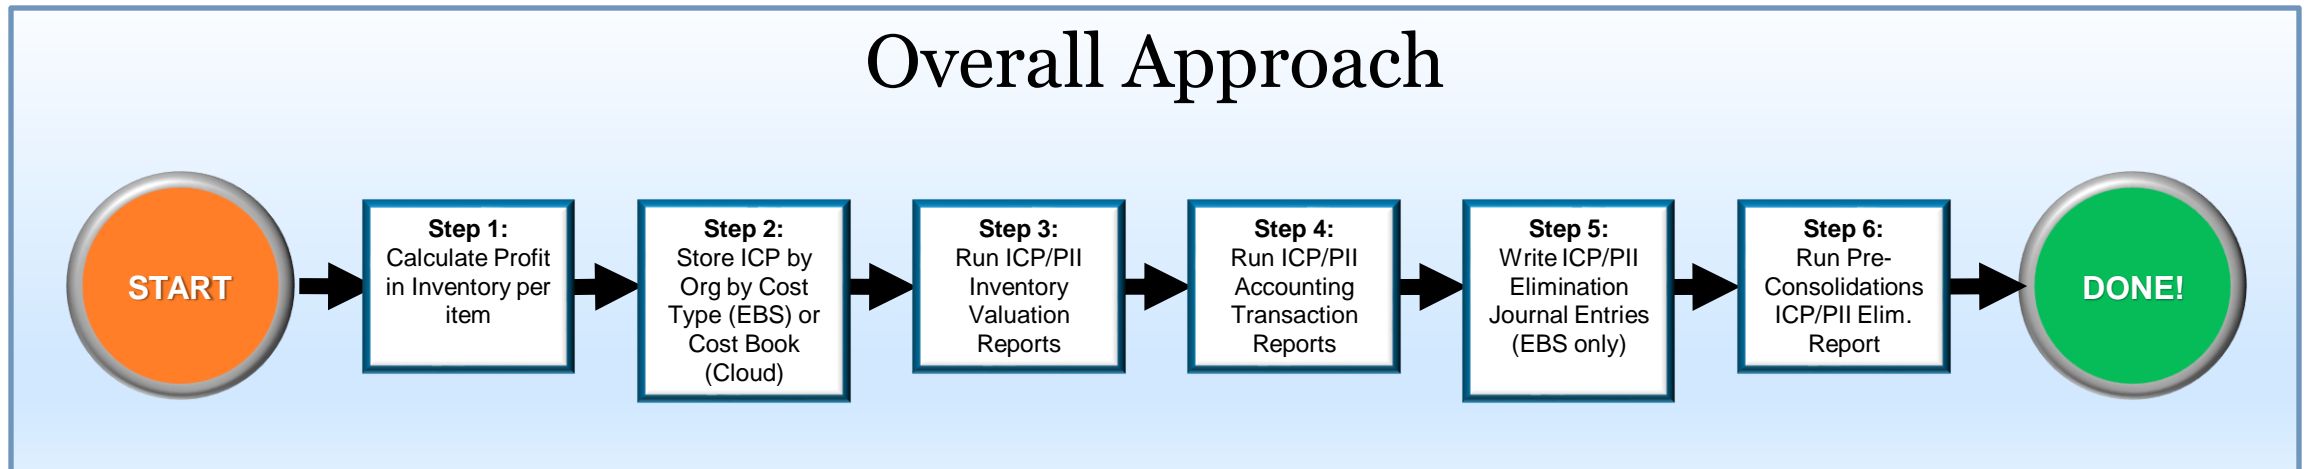 Overall Approach
START
Step 1:
Calculate Profit
in Inventory per
item
Step 2:
Store ICP by
Org by Cost
Type (EBS) or
Cost Book
(Cloud)
Step 3:
Run ICP/PII
Inventory
Valuation
Reports
Step 4:
Run ICP/PII
Accounting
Transaction
Reports
Step 5:
Write ICP/PII
Elimination
Journal Entries
(EBS only)
Step 6:
Run Pre-
Consolidations
ICP/PII Elim.
Report
DONE!